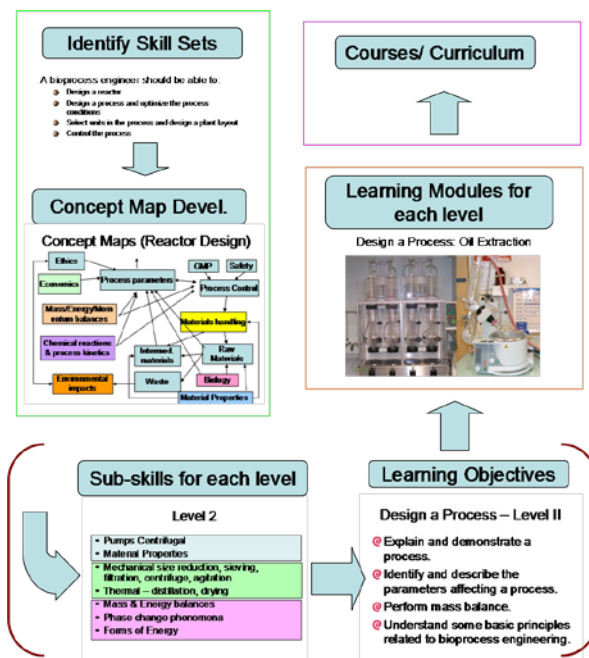 Identify Skill Sets
A bioprocess engineer should be able to:
Design a reactor
Design a process and optimize the process
conditions
Select units in the process and design a plant layout
Control the process
Concept Map Devel.
Concept Maps (Reactor Design)
Ethics
GMP
Safety
Economics
Process parameters
Process Control
Mass/Energy/Mom
entum balances
Materials handling
Chemical reactions
& process kinetics
Intermed.
materials
Raw
Materials
Environmental
impacts
Waste
Biology
Material Properties
Sub-skills for each level
Level 2
• Pumps Centrifugal
• Material Properties
• Mechanical size reduction, sieving,
filtration, centrifuge, agitation
• Thermal – distillation, drying
• Mass & Energy balances
• Phase change phenomona
• Forms of Energy
Learning Objectives
Design a Process – Level II
Explain and demonstrate a
process.
Identify and describe the
parameters affecting a process.
Perform mass balance.
Understand some basic principles
related to bioprocess engineering.
Learning Modules for
each level
Design a Process: Oil Extraction
Courses/ Curriculum